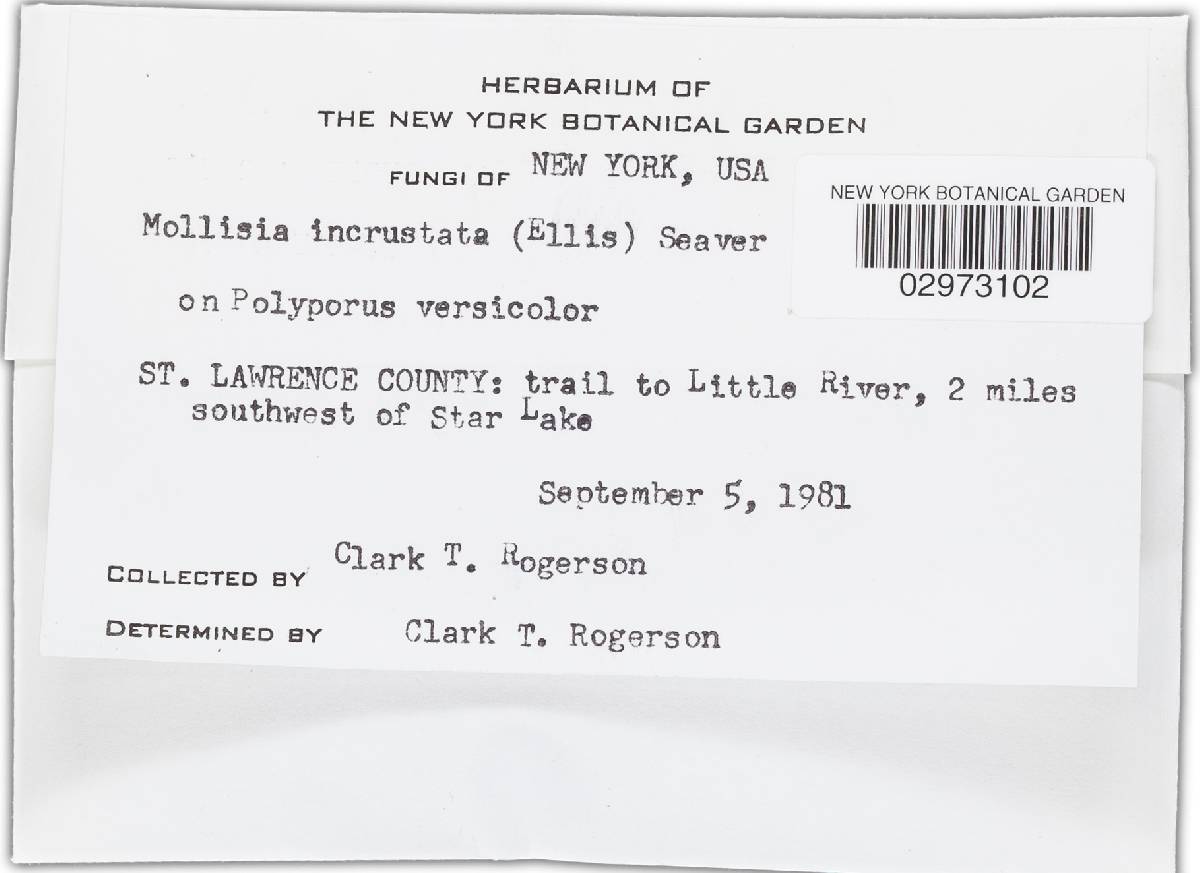 HERBARIUM OF
THE NEW YORK BOTANICAL GARDEN
FUNGI OF NEW YORK, USA
NEW YORK BOTANICAL GARDEN
02973102
Mollisia incrustata (Ellis) Seaver
on Polyporus versicolor
ST. LAWRENCE COUNTY: trail to Little River, 2 miles
southwest of Star Lake
September 5, 1981
COLLECTED BY Clark T. Rogerson
DETERMINED BY Clark T. Rogerson